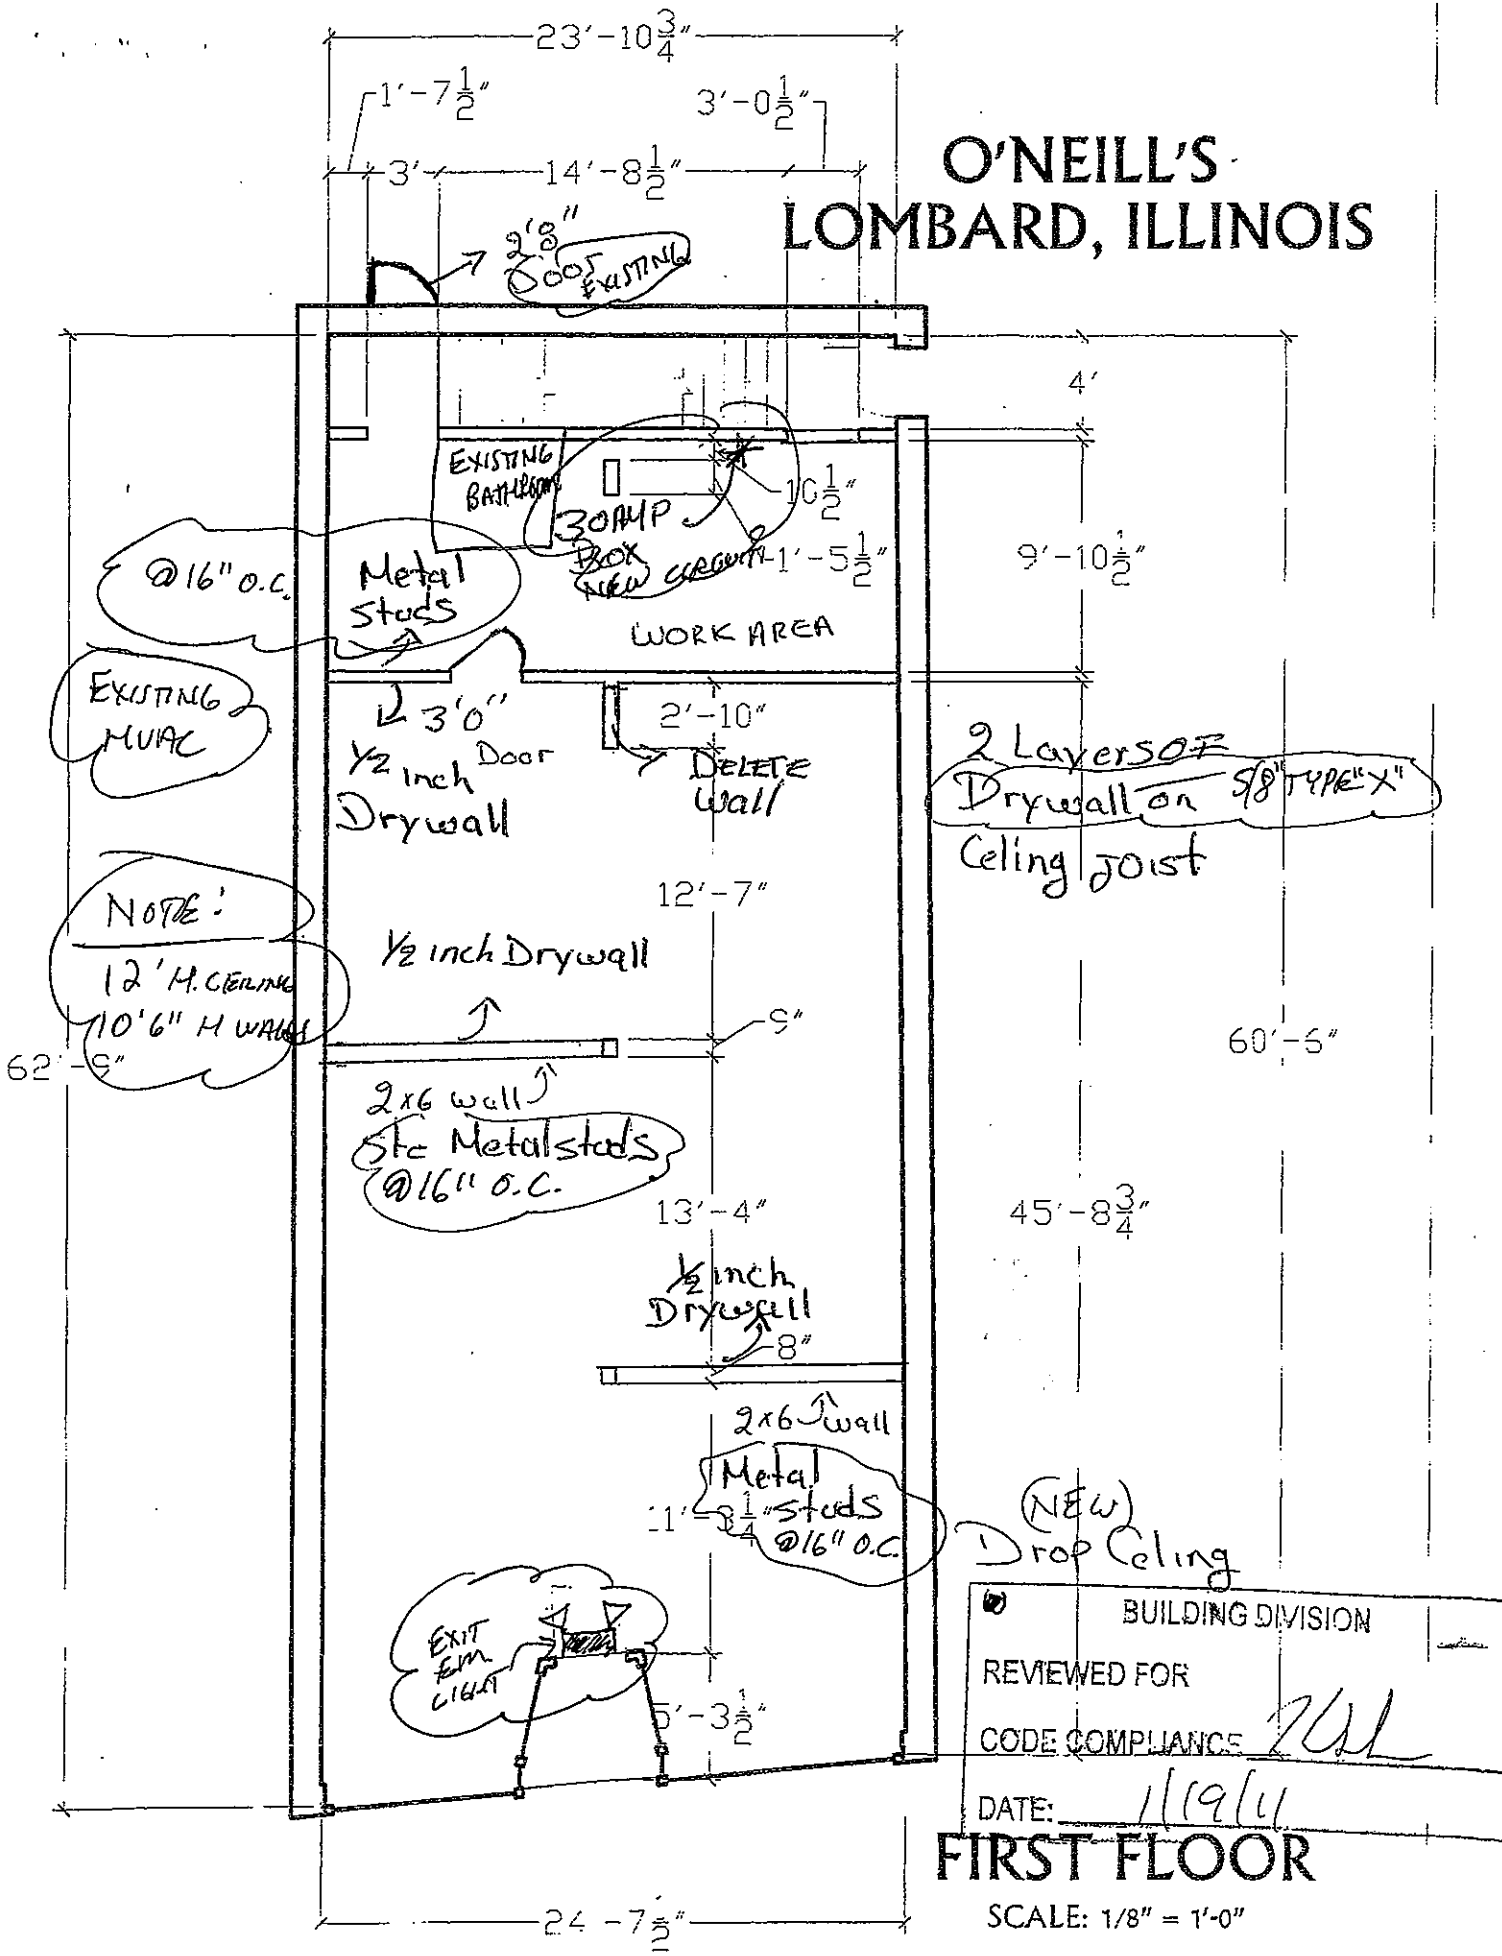 23'-10 3/4"
1'-7 1/2"
3'-0 1/2"
3'
14'-8 1/2"
O'NEILL'S
LOMBARD, ILLINOIS
2'8"
Door
EXISTING
4'
EXISTING
BATHROOM
10 1/2"
30AMP
BOX
NEW CIRCUIT
1'-5 1/2"
9'-10 1/2"
@16" O.C.
Metal
Studs
WORK AREA
EXISTING
HVAC
3'0"
Door
1/2 inch
Drywall
2'-10"
DELETE
wall
2 Layers OF
Drywall on 5/8" TYPE "X"
Celing JOIST
NOTE:
12' H. CEILING
10'6" H WALLS
12'-7"
1/2 inch Drywall
9"
62'-9"
60'-6"
2x6 wall
Metal studs
@16" O.C.
13'-4"
45'-8 3/4"
1/2 inch
Drywall
8"
2x6 wall
Metal
studs
@16" O.C.
11'-3 1/4"
(NEW)
Drop Celing
EXIT
EM
LIGHT
5'-3 1/2"
BUILDING DIVISION
REVIEWED FOR
CODE COMPLIANCE
DATE: 1/19/11
FIRST FLOOR
SCALE: 1/8" = 1'-0"
24'-7 1/2"